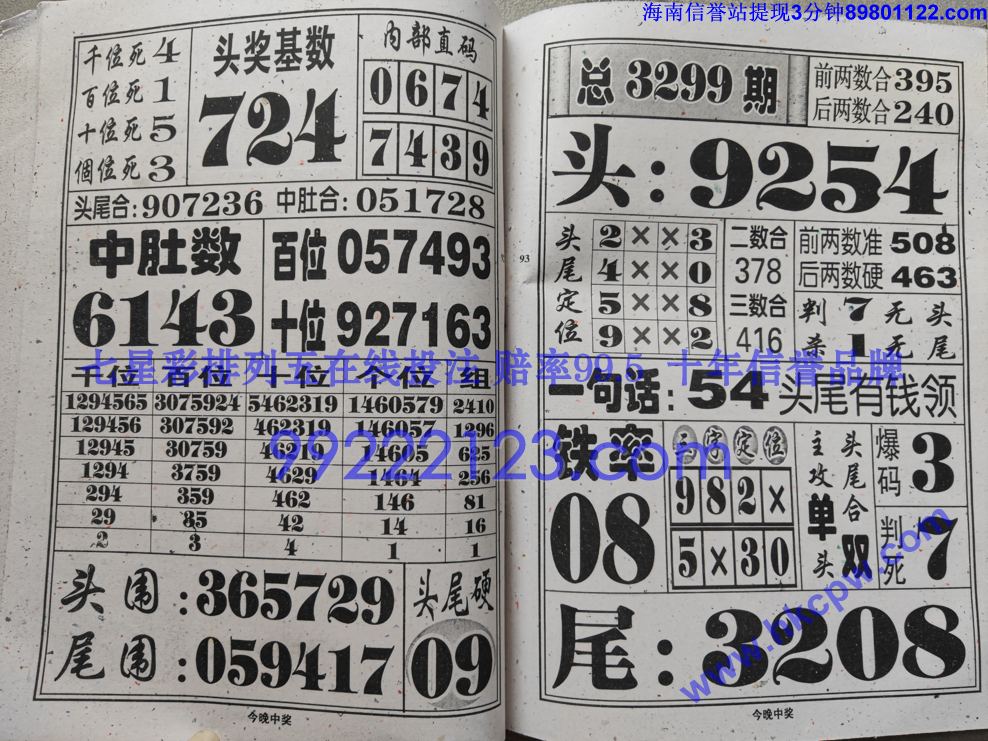 海南信誉站提现3分钟89801122.com
千位死4
百位死1
十位死5
個位死3
头奖基数
724
内部直码
0674
7439
头尾合:907236 中肚合:051728
中肚数
6143
百位057493
十位927163
七星彩排列五在线投注 赔率99.5 十年信誉品牌
99222123.com
千位 百位 十位 个位 组
1294565 3075924 5462319 1460579 2410
129456 307592 462319 146057 1296
12945 30759 46219 14605 625
1294 3759 4629 1464 256
294 359 462 146 81
29 35 42 14 16
2 3 4 1 1
头围:365729
尾围:059417
头尾硬
09
今晚中奖
93
总3299期
前两数合395
后两数合240
头:9254
头尾定位
2××3
4××0
5××8
9××2
二数合
378
三数合
416
前两数准508
后两数硬463
判7无头
杀1无尾
一句话:54头尾有钱领
铁率
08
二字定位
982×
5×30
主攻单头
头尾合双
爆码3
判死7
www.hkcpw.com
尾:3208
今晚中奖